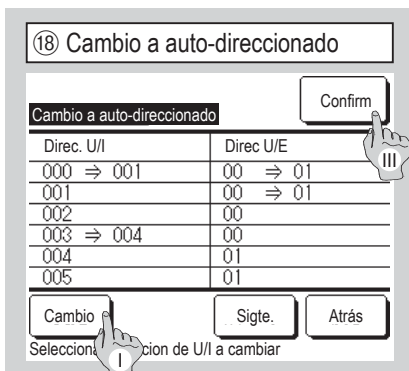 ⑱ Cambio a auto-direccionado
Confirm
Cambio a auto-direccionado
Direc. U/I Direc U/E
000 ⇒ 001 00 ⇒ 01
001 00 ⇒ 01
002 00
003 ⇒ 004 00
004 01
005 01
III
Cambio Sigte. Atrás
Selecciona cion de U/I a cambiar
I